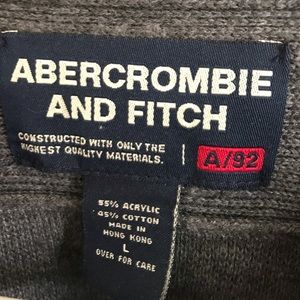 ABERCROMBIE
AND FITCH
CONSTRUCTED WITH ONLY THE
HIGHEST QUALITY MATERIALS.
A/92
55% ACRYLIC
45% COTTON
MADE IN
HONG KONG
L
OVER FOR CARE